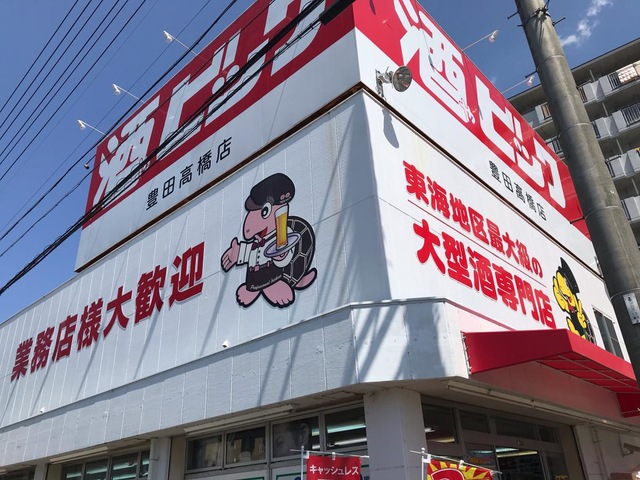 酒ビック
豊田高橋店
業務店様大歓迎
酒ビック
豊田高橋店
東海地区最大級の
大型酒専門店
キャッシュレス